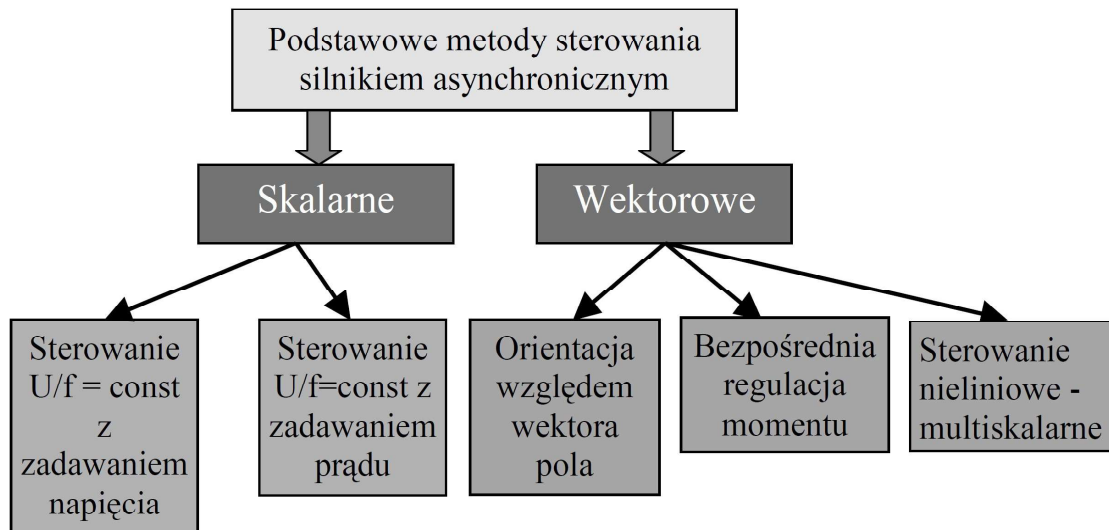 Podstawowe metody sterowania
silnikiem asynchronicznym
Skalarne
Wektorowe
Sterowanie
U/f = const
z
zadawaniem
napięcia
Sterowanie
U/f=const z
zadawaniem
prądu
Orientacja
względem
wektora
pola
Bezpośrednia
regulacja
momentu
Sterowanie
nieliniowe -
multiskalarne